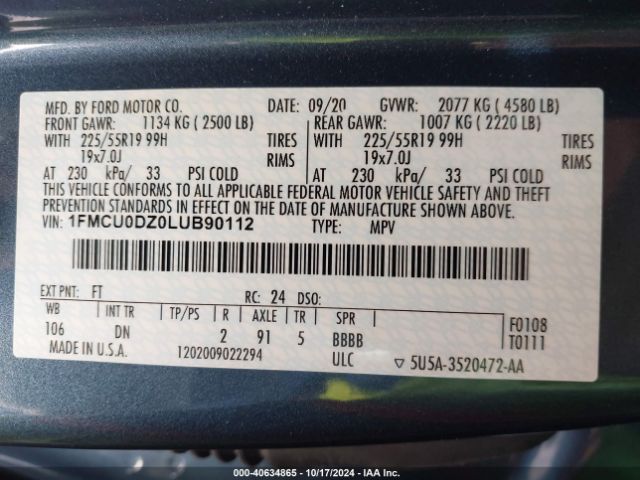 MFD. BY FORD MOTOR CO. DATE: 09/20 GVWR: 2077 KG ( 4580 LB)
FRONT GAWR: 1134 KG ( 2500 LB) REAR GAWR: 1007 KG ( 2220 LB)
WITH 225/55R19 99H TIRES WITH 225/55R19 99H TIRES
19x7.0J RIMS 19x7.0J RIMS
AT 230 kPa/ 33 PSI COLD AT 230 kPa/ 33 PSI COLD
THIS VEHICLE CONFORMS TO ALL APPLICABLE FEDERAL MOTOR VEHICLE SAFETY AND THEFT
PREVENTION STANDARDS IN EFFECT ON THE DATE OF MANUFACTURE SHOWN ABOVE.
VIN: 1FMCU0DZ0LUB90112 TYPE: MPV
EXT PNT: FT RC: 24 DSO:
WB INT TR TP/PS R AXLE TR SPR F0108
106 DN 2 91 5 BBBB T0111
MADE IN U.S.A. 1202009022294 ULC ▽ 5U5A-3520472-AA
000-40634865 | 10/17/2024 | IAA Inc.